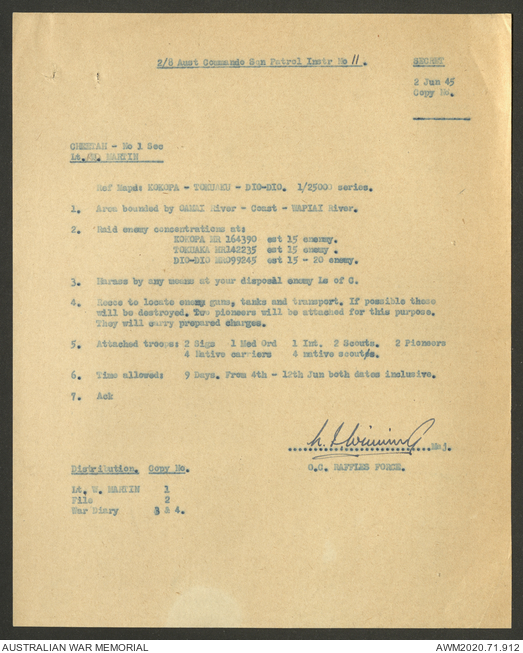 2/8 Aust Commando Sqn Patrol Instr No 11.
SECRET
2 Jun 45
Copy No.
CHEETAH - No 1 Sec
Lt. MARTIN
Ref Maps: KOKOPA - TOKUAKU - DIO-DIO. 1/25000 series.
1. Area bounded by River - Coast - WAPIAI River.
2. Raid enemy concentrations at:
KOKOPA MR 164390 est 15 enemy.
TOKUAKA MR142235 est 15 enemy.
DIO-DIO MR099245 est 15 - 20 enemy.
3. Harass by any means at your disposal enemy Ls of C.
4. Recce to locate enemy guns, tanks and transport. If possible these
will be destroyed. Two pioneers will be attached for this purpose.
They will carry prepared charges.
5. Attached troops: 2 Sigs 1 Med Ord 1 Int. 2 Scouts. 2 Pioneers
4 Native carriers 4 native scouts.
6. Time allowed: 9 Days. From 4th - 12th Jun both dates inclusive.
7. Ack
Maj.
O.C. RAFFLES FORCE.
Distribution. Copy No.
Lt. W. MARTIN 1
File 2
War Diary 3 & 4.
AUSTRALIAN WAR MEMORIAL
AWM2020.71.912